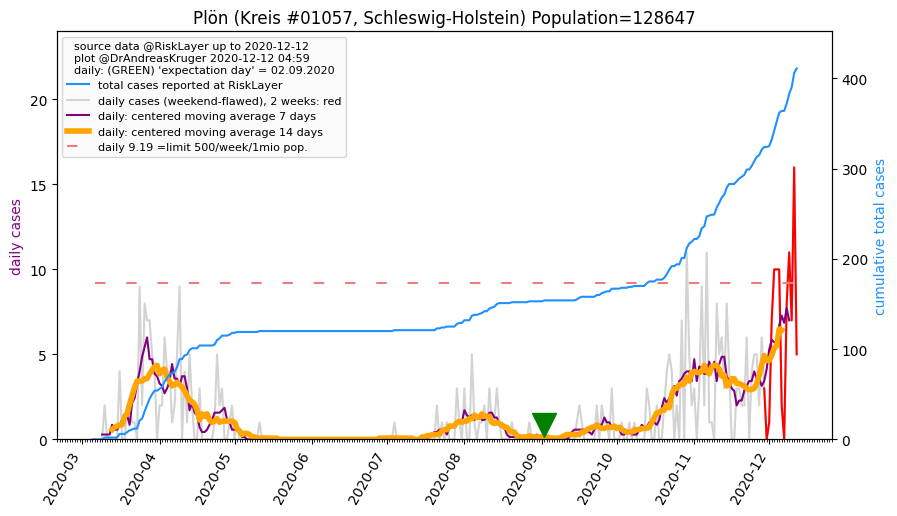 Plön (Kreis #01057, Schleswig-Holstein) Population=128647
source data @RiskLayer up to 2020-12-12
plot @DrAndreasKruger 2020-12-12 04:59
daily: (GREEN) 'expectation day' = 02.09.2020
total cases reported at RiskLayer
daily cases (weekend-flawed), 2 weeks: red
daily: centered moving average 7 days
daily: centered moving average 14 days
daily 9.19 =limit 500/week/1mio pop.
daily cases
20
15
10
5
0
cumulative total cases
400
300
200
100
0
2020-03
2020-04
2020-05
2020-06
2020-07
2020-08
2020-09
2020-10
2020-11
2020-12